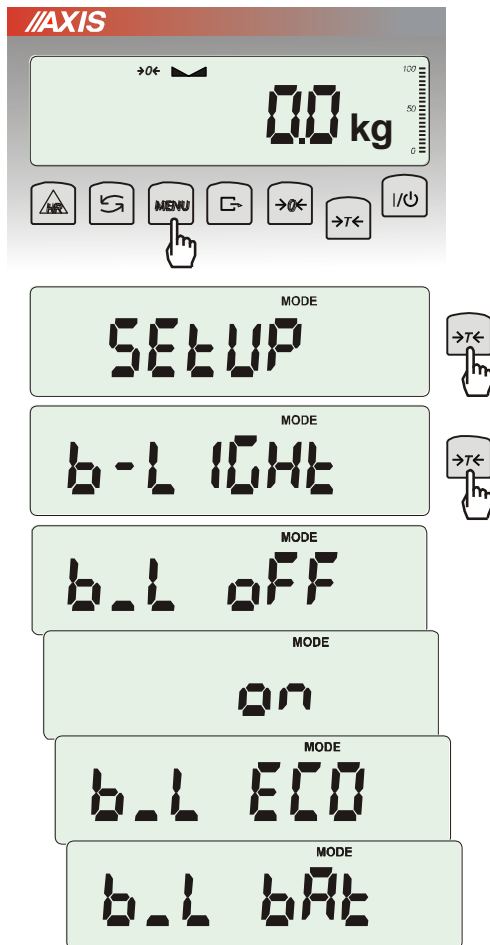 AXIS
→0← 100
50
0.0 kg
0
HR MENU →0← →T← I/⏻
MODE
SEtUP
→T←
MODE
b-LIGHt
→T←
MODE
b_L oFF
MODE
on
MODE
b_L ECO
MODE
b_L bAt